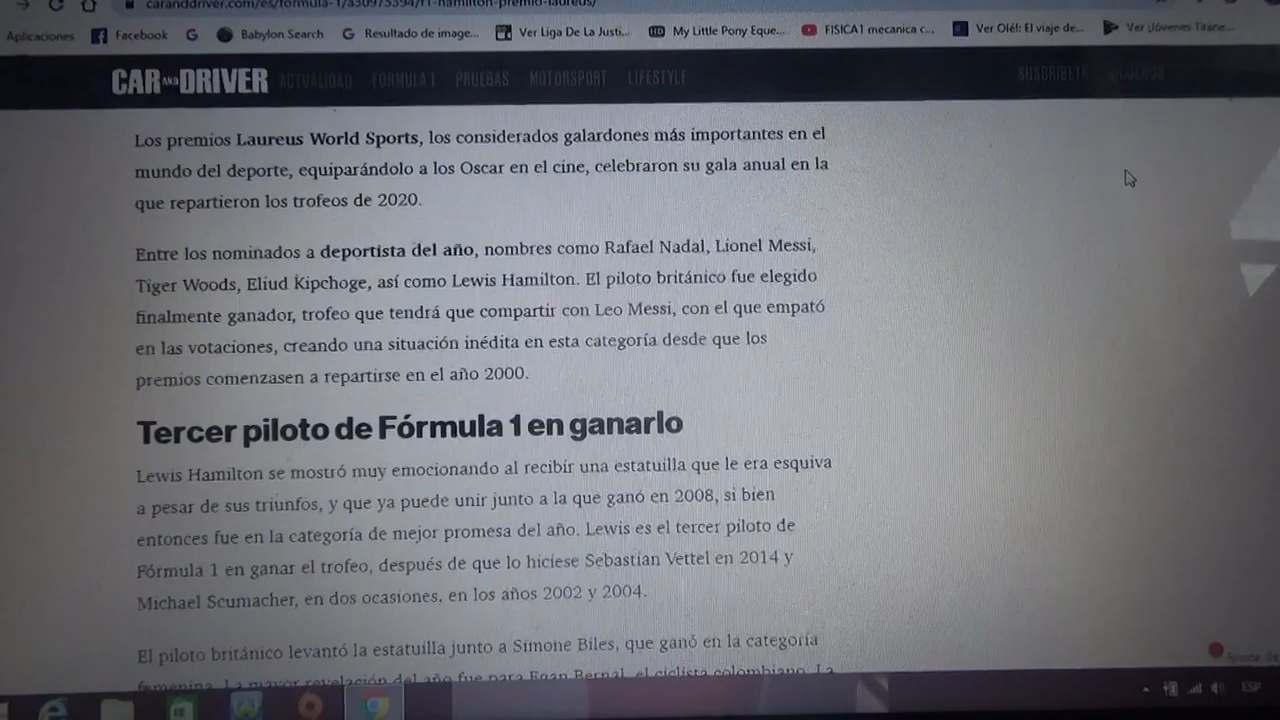 caranddriver.com/es/formula-1/a30975394/f1-hamilton-premio-laureus/
Aplicaciones Facebook Babylon Search Resultado de image... Ver Liga De La Justi... My Little Pony Eque... FISICA1 mecanica c... Ver Olé!: El viaje de... Ver ¡Jóvenes Titane...
CAR AND DRIVER ACTUALIDAD FÓRMULA 1 PRUEBAS MOTORSPORT LIFESTYLE SUSCRÍBETE
Los premios Laureus World Sports, los considerados galardones más importantes en el
mundo del deporte, equiparándolo a los Oscar en el cine, celebraron su gala anual en la
que repartieron los trofeos de 2020.
Entre los nominados a deportista del año, nombres como Rafael Nadal, Lionel Messi,
Tiger Woods, Eliud Kipchoge, así como Lewis Hamilton. El piloto británico fue elegido
finalmente ganador, trofeo que tendrá que compartir con Leo Messi, con el que empató
en las votaciones, creando una situación inédita en esta categoría desde que los
premios comenzasen a repartirse en el año 2000.
Tercer piloto de Fórmula 1 en ganarlo
Lewis Hamilton se mostró muy emocionando al recibir una estatuilla que le era esquiva
a pesar de sus triunfos, y que ya puede unir junto a la que ganó en 2008, si bien
entonces fue en la categoría de mejor promesa del año. Lewis es el tercer piloto de
Fórmula 1 en ganar el trofeo, después de que lo hiciese Sebastian Vettel en 2014 y
Michael Scumacher, en dos ocasiones, en los años 2002 y 2004.
El piloto británico levantó la estatuilla junto a Simone Biles, que ganó en la categoría
femenina. La mayor revelación del año fue para Egan Bernal, el ciclista colombiano. La
ESP